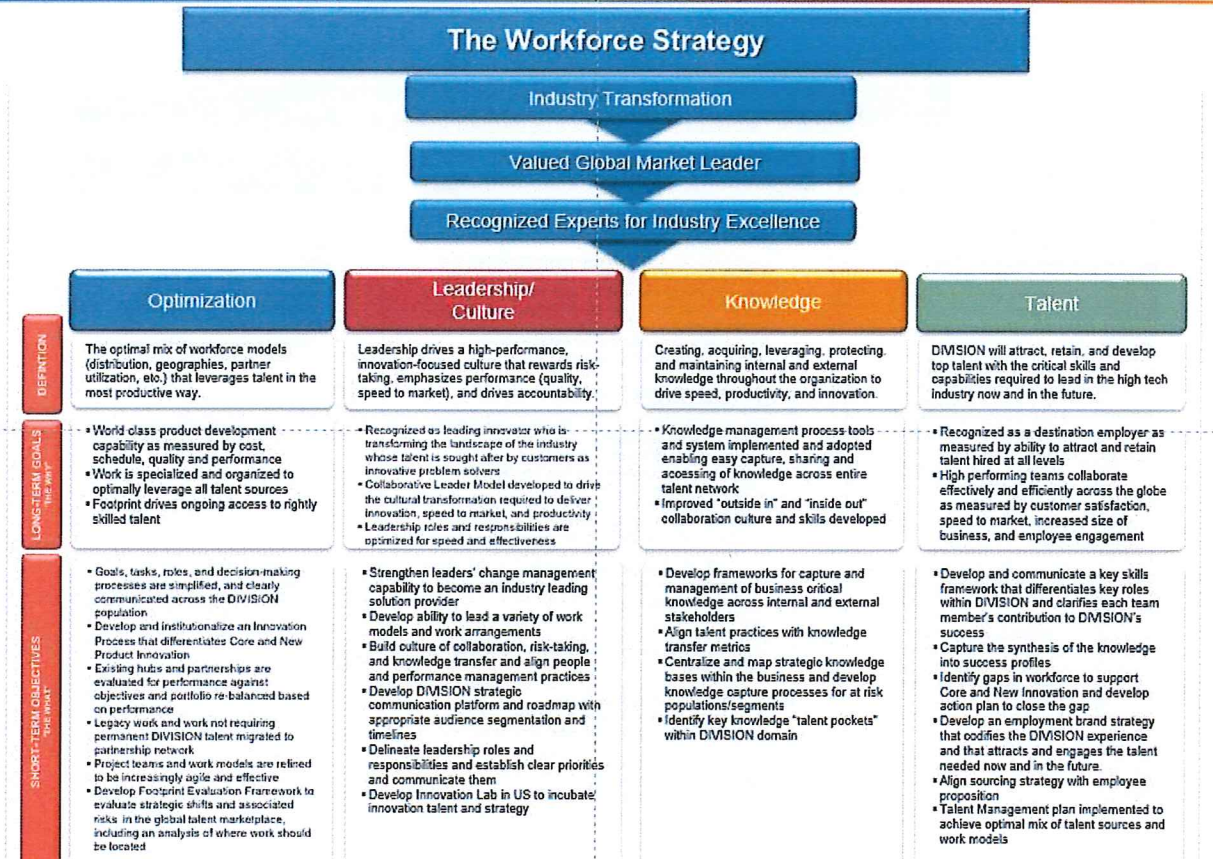 The Workforce Strategy
Industry Transformation
Valued Global Market Leader
Recognized Experts for Industry Excellence
Optimization
Leadership/
Culture
Knowledge
Talent
DEFINTION
The optimal mix of workforce models
(distribution, geographies, partner
utilization, etc.) that leverages talent in the
most productive way.
Leadership drives a high-performance,
innovation-focused culture that rewards risk-
taking, emphasizes performance (quality,
speed to market), and drives accountability.
Creating, acquiring, leveraging, protecting,
and maintaining internal and external
knowledge throughout the organization to
drive speed, productivity, and innovation.
DIVISION will attract, retain, and develop
top talent with the critical skills and
capabilities required to lead in the high tech
industry now and in the future.
LONG-TERM GOALS
"THE WHY"
▪ World class product development
capability as measured by cost,
schedule, quality and performance
▪ Work is specialized and organized to
optimally leverage all talent sources
▪ Footprint drives ongoing access to rightly
skilled talent
▪ Recognized as leading innovator who is
transforming the landscape of the industry
whose talent is sought after by customers as
innovative problem solvers
▪ Collaborative Leader Model developed to drive
the cultural transformation required to deliver
innovation, speed to market, and productivity
▪ Leadership roles and responsibilities are
optimized for speed and effectiveness
▪ Knowledge management process tools
and system implemented and adopted
enabling easy capture, sharing and
accessing of knowledge across entire
talent network
▪ Improved "outside in" and "inside out"
collaboration culture and skills developed
▪ Recognized as a destination employer as
measured by ability to attract and retain
talent hired at all levels
▪ High performing teams collaborate
effectively and efficiently across the globe
as measured by customer satisfaction,
speed to market, increased size of
business, and employee engagement
SHORT-TERM OBJECTIVES
"THE WHAT"
▪ Goals, tasks, roles, and decision-making
processes are simplified, and clearly
communicated across the DIVISION
population
▪ Develop and institutionalize an Innovation
Process that differentiates Core and New
Product Innovation
▪ Existing hubs and partnerships are
evaluated for performance against
objectives and portfolio re-balanced based
on performance
▪ Legacy work and work not requiring
permanent DIVISION talent migrated to
partnership network
▪ Project teams and work models are refined
to be increasingly agile and effective
▪ Develop Footprint Evaluation Framework to
evaluate strategic shifts and associated
risks in the global talent marketplace,
including an analysis of where work should
be located
▪ Strengthen leaders' change management
capability to become an industry leading
solution provider
▪ Develop ability to lead a variety of work
models and work arrangements
▪ Build culture of collaboration, risk-taking,
and knowledge transfer and align people
and performance management practices
▪ Develop DIVISION strategic
communication platform and roadmap with
appropriate audience segmentation and
timelines
▪ Delineate leadership roles and
responsibilities and establish clear priorities
and communicate them
▪ Develop Innovation Lab in US to incubate
innovation talent and strategy
▪ Develop frameworks for capture and
management of business critical
knowledge across internal and external
stakeholders
▪ Align talent practices with knowledge
transfer metrics
▪ Centralize and map strategic knowledge
bases within the business and develop
knowledge capture processes for at risk
populations/segments
▪ Identify key knowledge "talent pockets"
within DIVISION domain
▪ Develop and communicate a key skills
framework that differentiates key roles
within DIVISION and clarifies each team
member's contribution to DIVISION's
success
▪ Capture the synthesis of the knowledge
into success profiles
▪ Identify gaps in workforce to support
Core and New Innovation and develop
action plan to close the gap
▪ Develop an employment brand strategy
that codifies the DIVISION experience
and that attracts and engages the talent
needed now and in the future.
▪ Align sourcing strategy with employee
proposition
▪ Talent Management plan implemented to
achieve optimal mix of talent sources and
work models